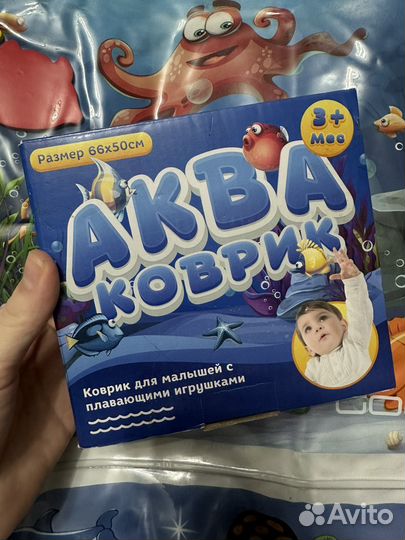 Размер 66х50см
3+
Мес
АКВА
КОВРИК
Коврик для малышей с
плавающими игрушками
Avito